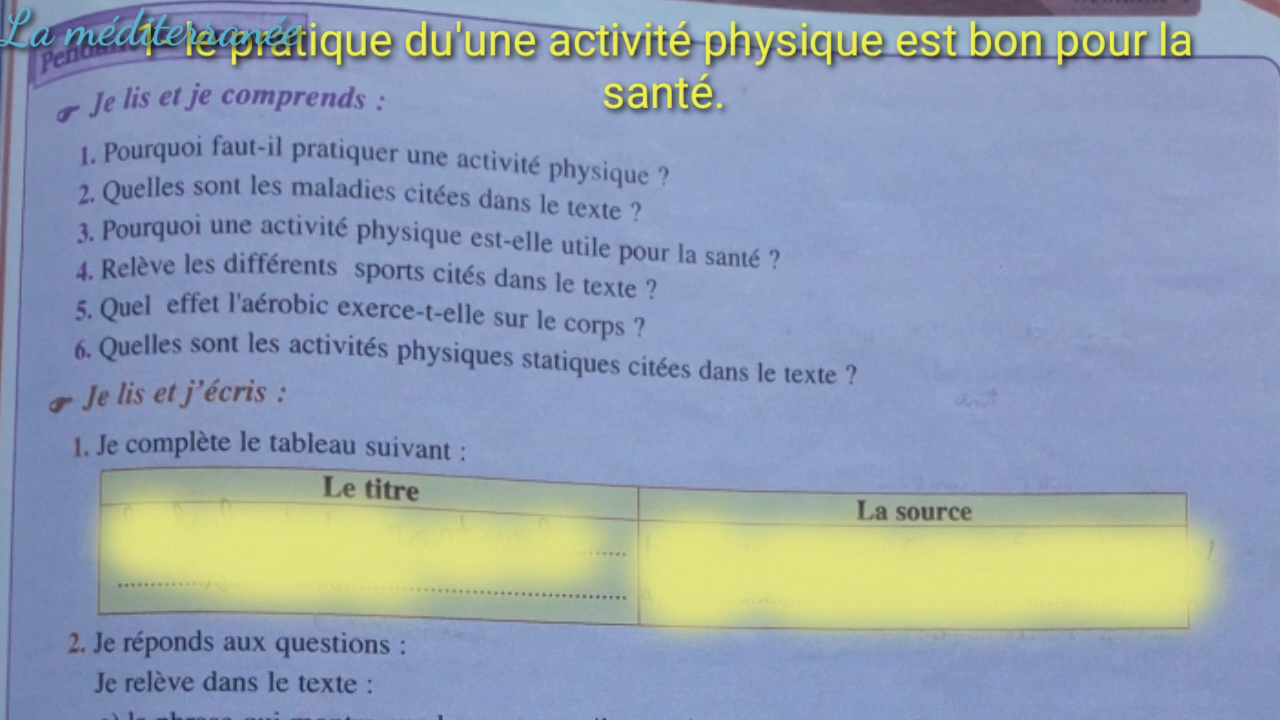 La méditerranée
1- le pratique du'une activité physique est bon pour la
santé.
Je lis et je comprends :
1. Pourquoi faut-il pratiquer une activité physique ?
2. Quelles sont les maladies citées dans le texte ?
3. Pourquoi une activité physique est-elle utile pour la santé ?
4. Relève les différents sports cités dans le texte ?
5. Quel effet l'aérobic exerce-t-elle sur le corps ?
6. Quelles sont les activités physiques statiques citées dans le texte ?
Je lis et j'écris :
1. Je complète le tableau suivant :
Le titre
La source
2. Je réponds aux questions :
Je relève dans le texte :